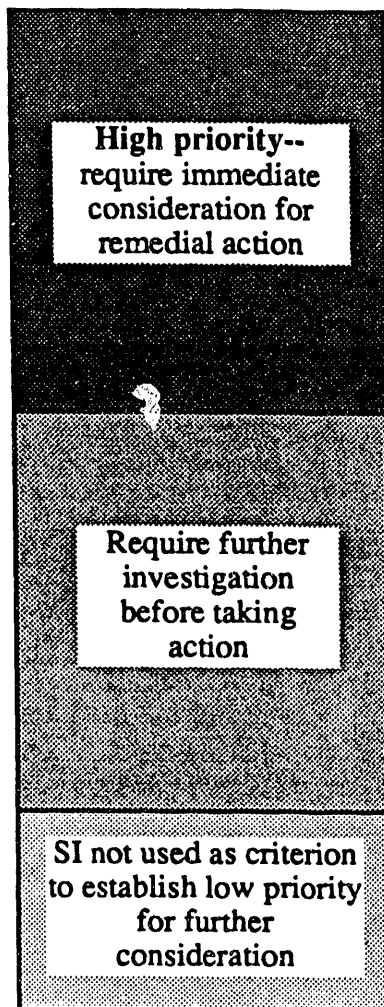 High priority--
require immediate
consideration for
remedial action
Require further
investigation
before taking
action
SI not used as criterion
to establish low priority
for further
consideration